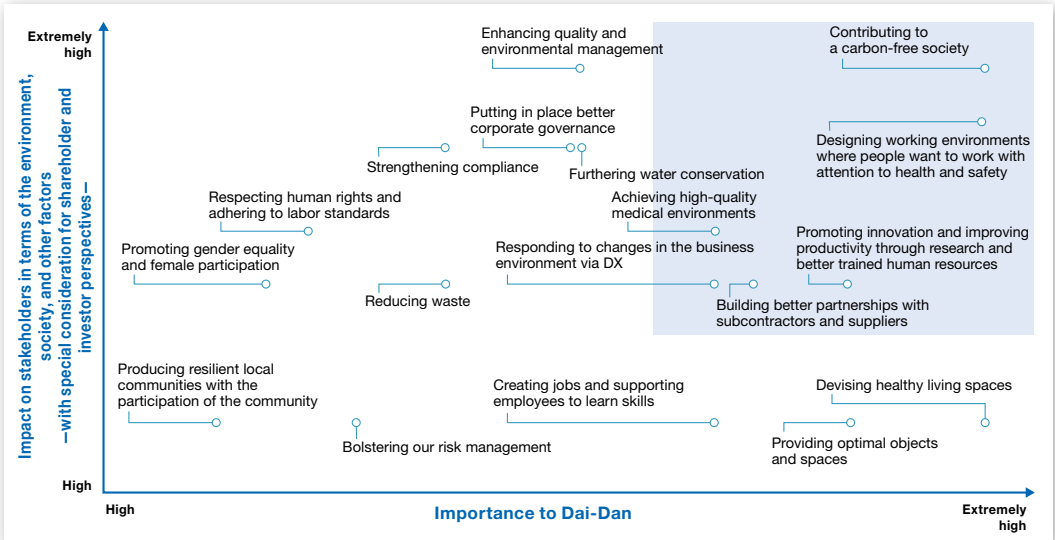 Extremely
high
Impact on stakeholders in terms of the environment,
society, and other factors
—with special consideration for shareholder and
investor perspectives—
Enhancing quality and
environmental management
Contributing to
a carbon-free society
Putting in place better
corporate governance
Strengthening compliance
Furthering water conservation
Designing working environments
where people want to work with
attention to health and safety
Respecting human rights and
adhering to labor standards
Achieving high-quality
medical environments
Promoting gender equality
and female participation
Responding to changes in the business
environment via DX
Promoting innovation and improving
productivity through research and
better trained human resources
Reducing waste
Building better partnerships with
subcontractors and suppliers
Producing resilient local
communities with the
participation of the community
Bolstering our risk management
Creating jobs and supporting
employees to learn skills
Devising healthy living spaces
Providing optimal objects
and spaces
High
High
Importance to Dai-Dan
Extremely
high